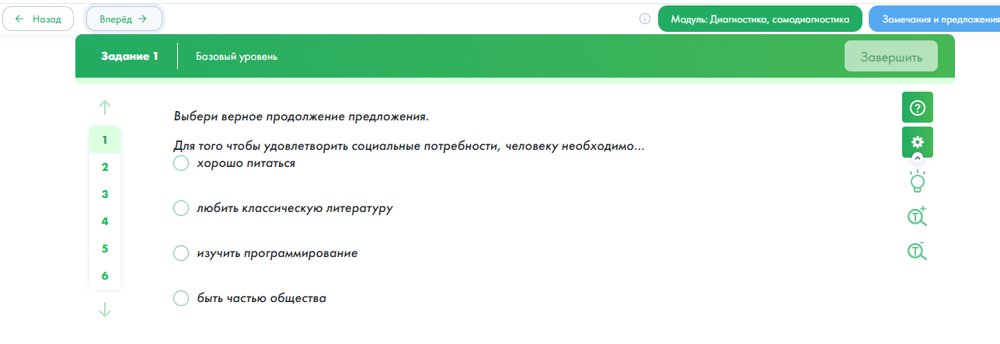 Назад
Вперёд
Модуль: Диагностика, самодиагностика
Замечания и предложения
Задание 1
Базовый уровень
Завершить
Выбери верное продолжение предложения.
Для того чтобы удовлетворить социальные потребности, человеку необходимо...
хорошо питаться
любить классическую литературу
изучить программирование
быть частью общества
1
2
3
4
5
6